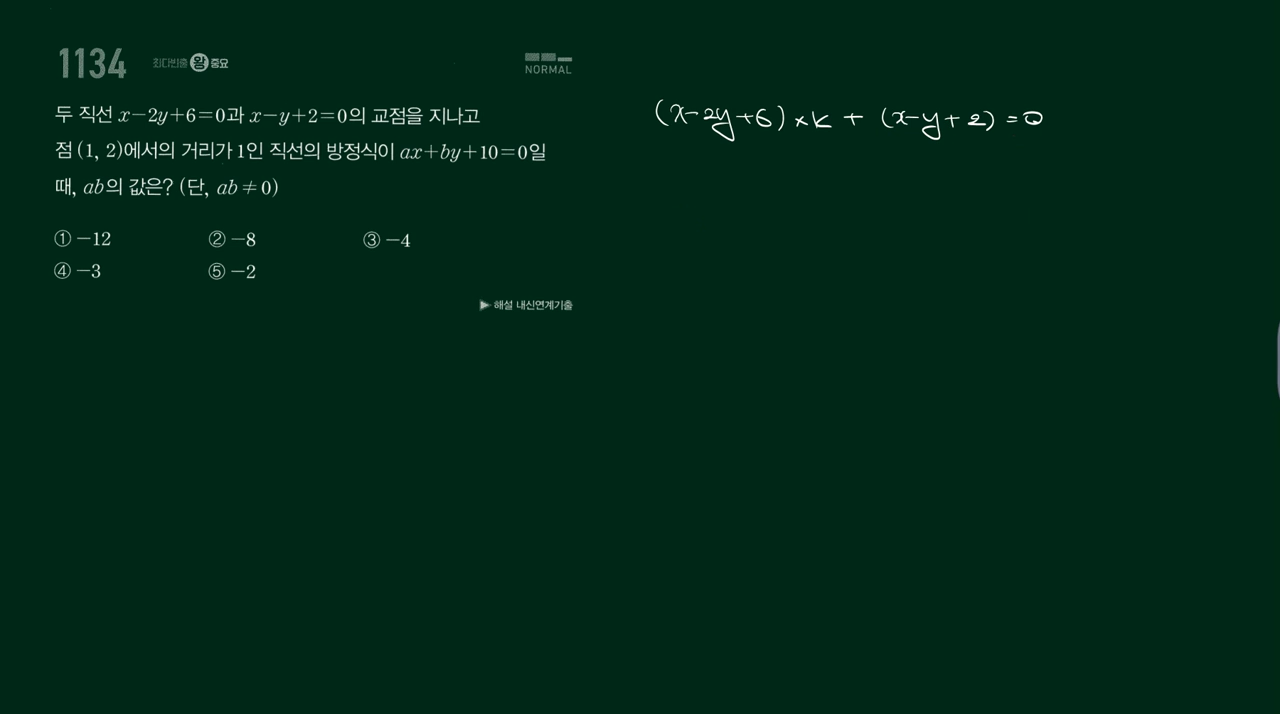 1134 최다빈출 왕 중요
NORMAL
두 직선 x−2y+6=0과 x−y+2=0의 교점을 지나고
점 (1, 2)에서의 거리가 1인 직선의 방정식이 ax+by+10=0일
때, ab의 값은? (단, ab≠0)
① −12 ② −8 ③ −4
④ −3 ⑤ −2
▶ 해설 내신연계기출
(x−2y+6)×k + (x−y+2)=0